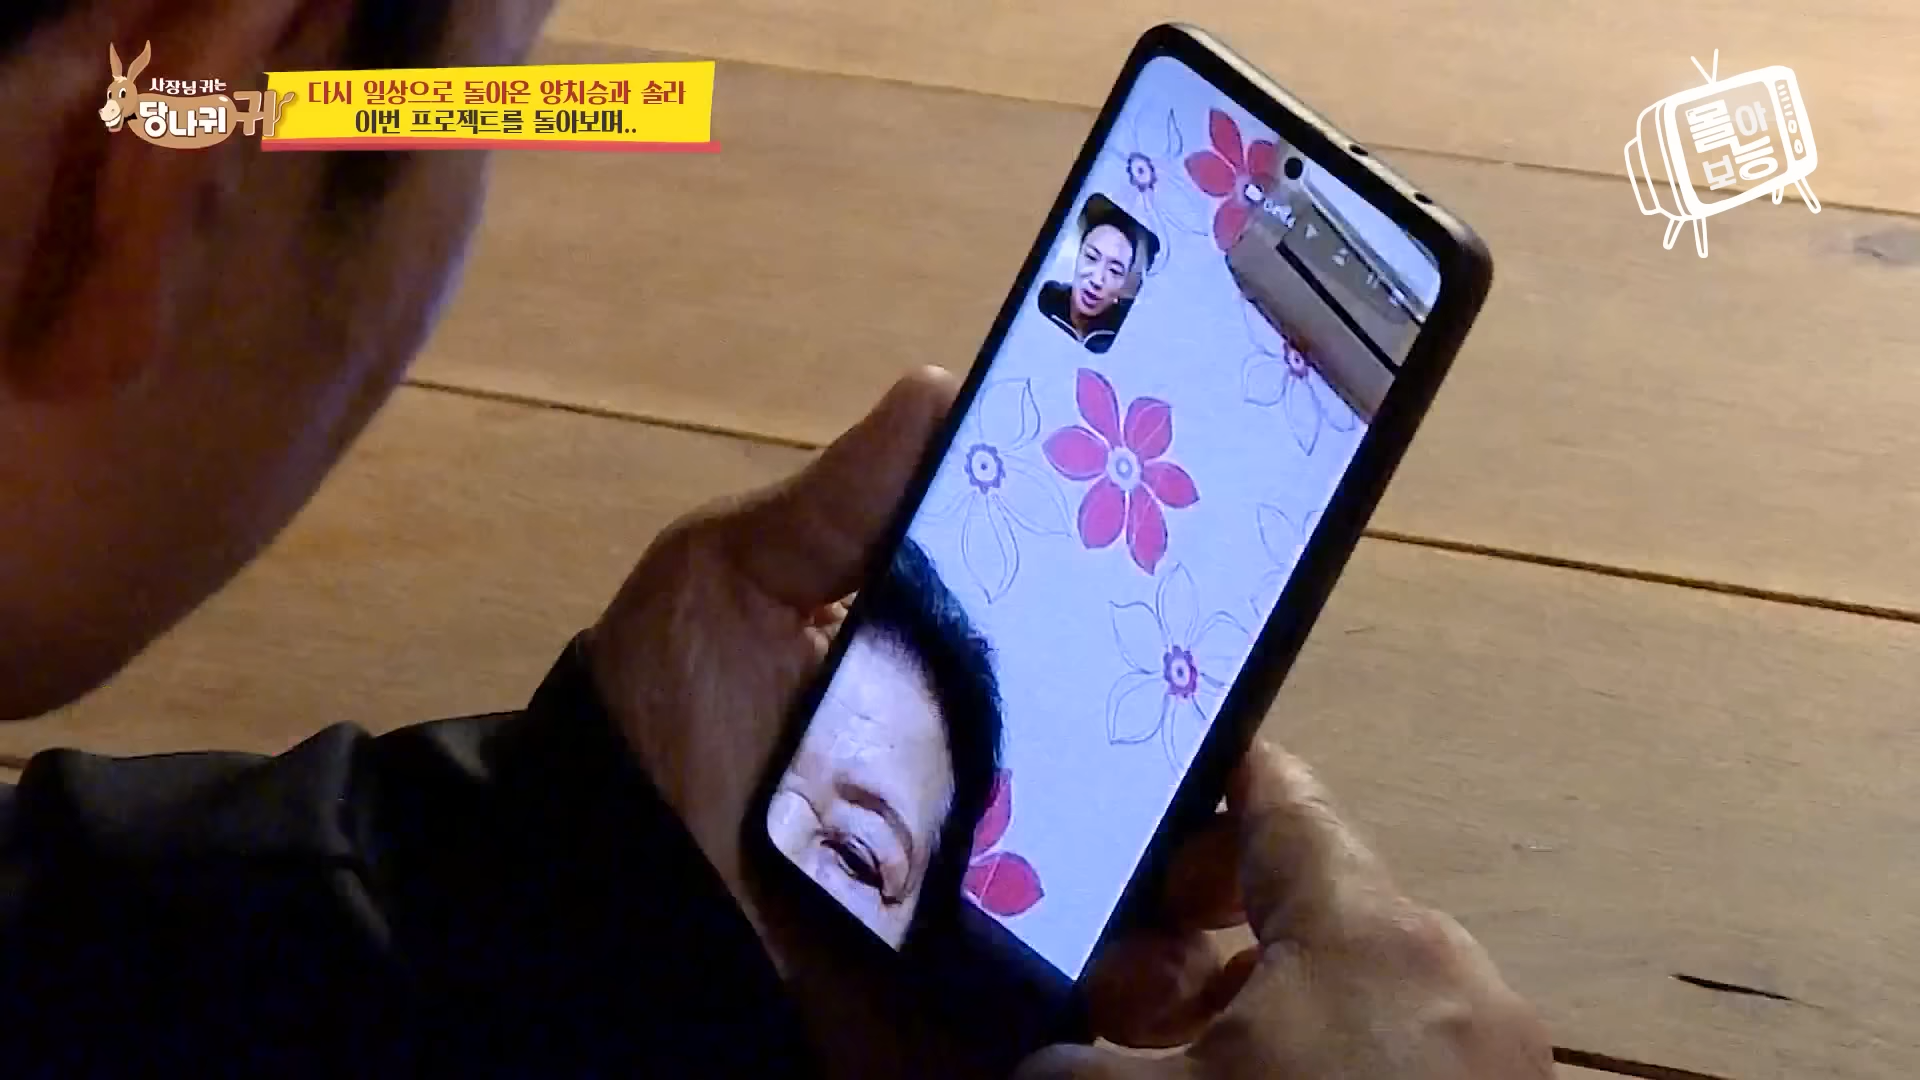 사장님 귀는
당나귀 귀
다시 일상으로 돌아온 양치승과 솔라
이번 프로젝트를 돌아보며..
몰아
보능